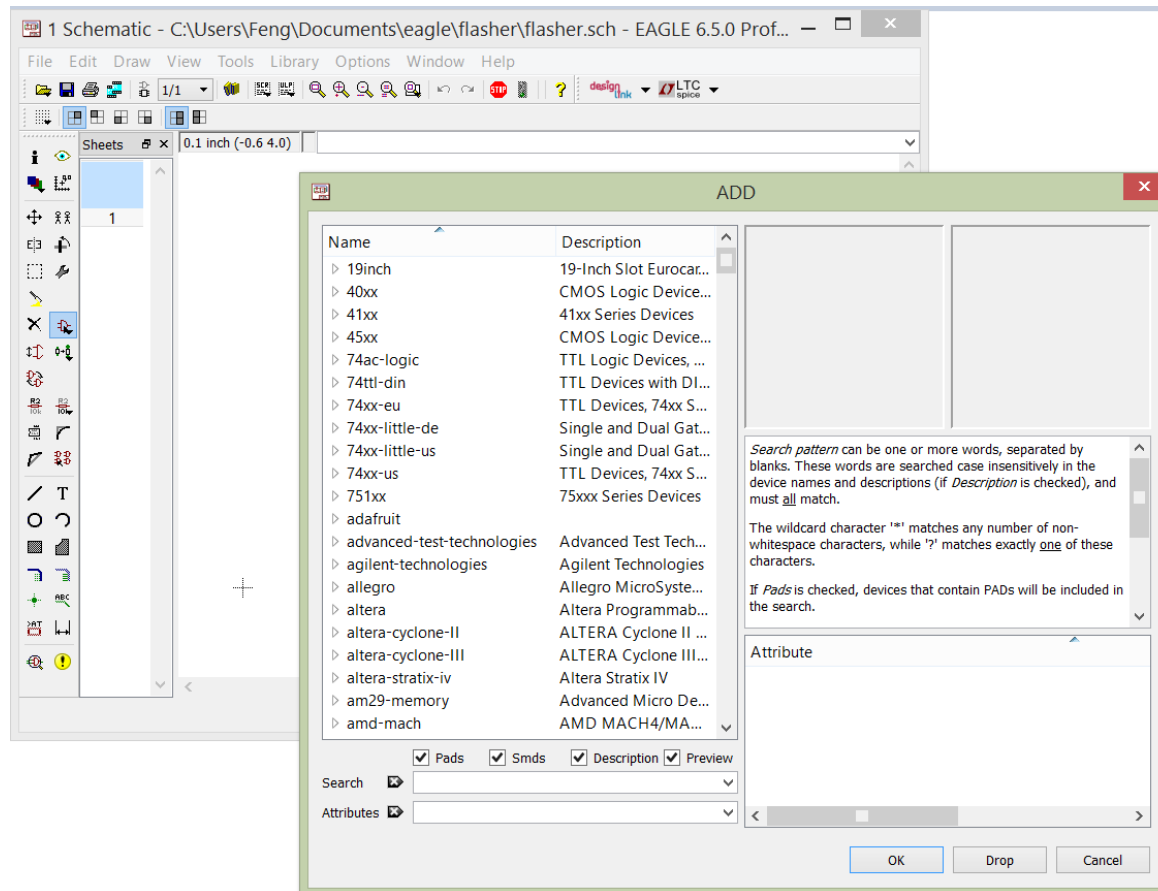 1 Schematic - C:\Users\Feng\Documents\eagle\flasher\flasher.sch - EAGLE 6.5.0 Prof...
File Edit Draw View Tools Library Options Window Help
1/1 SCR ULP STOP ? design link LTC spice
Sheets 0.1 inch (-0.6 4.0)
1
ADD
Name Description
19inch 19-Inch Slot Eurocar...
40xx CMOS Logic Device...
41xx 41xx Series Devices
45xx CMOS Logic Device...
74ac-logic TTL Logic Devices, ...
74ttl-din TTL Devices with DI...
74xx-eu TTL Devices, 74xx S...
74xx-little-de Single and Dual Gat...
74xx-little-us Single and Dual Gat...
74xx-us TTL Devices, 74xx S...
751xx 75xxx Series Devices
adafruit
advanced-test-technologies Advanced Test Tech...
agilent-technologies Agilent Technologies
allegro Allegro MicroSyste...
altera Altera Programmab...
altera-cyclone-II ALTERA Cyclone II ...
altera-cyclone-III ALTERA Cyclone III...
altera-stratix-iv Altera Stratix IV
am29-memory Advanced Micro De...
amd-mach AMD MACH4/MA...
Pads Smds Description Preview
Search
Attributes
Search pattern can be one or more words, separated by
blanks. These words are searched case insensitively in the
device names and descriptions (if Description is checked), and
must all match.
The wildcard character '*' matches any number of non-
whitespace characters, while '?' matches exactly one of these
characters.
If Pads is checked, devices that contain PADs will be included in
the search.
Attribute
OK Drop Cancel